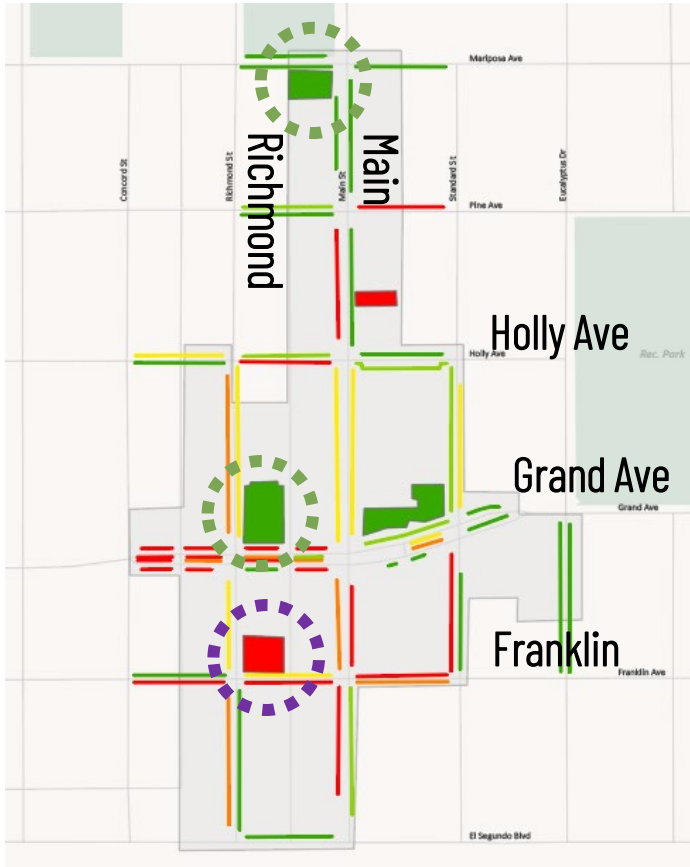 Mariposa Ave
Concord St
Richmond St
Richmond
Main St
Main
Standard St
Eucalyptus Dr
Pine Ave
Holly Ave
Holly Ave
Rec. Park
Grand Ave
Grand Ave
Franklin
Franklin Ave
El Segundo Blvd